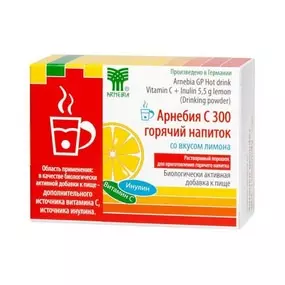 ARNEBIA
Произведено в Германии
Arnebia GP Hot drink
Vitamin C + Inulin 5,5 g lemon
(Drinking powder)
Арнебия С 300
горячий напиток
со вкусом лимона
Растворимый порошок
для приготовления горячего напитка
Биологически активная
добавка к пище
Область применения:
в качестве биологически
активной добавки к пище -
дополнительного
источника витамина С,
источника инулина.
Инулин
Витамин С